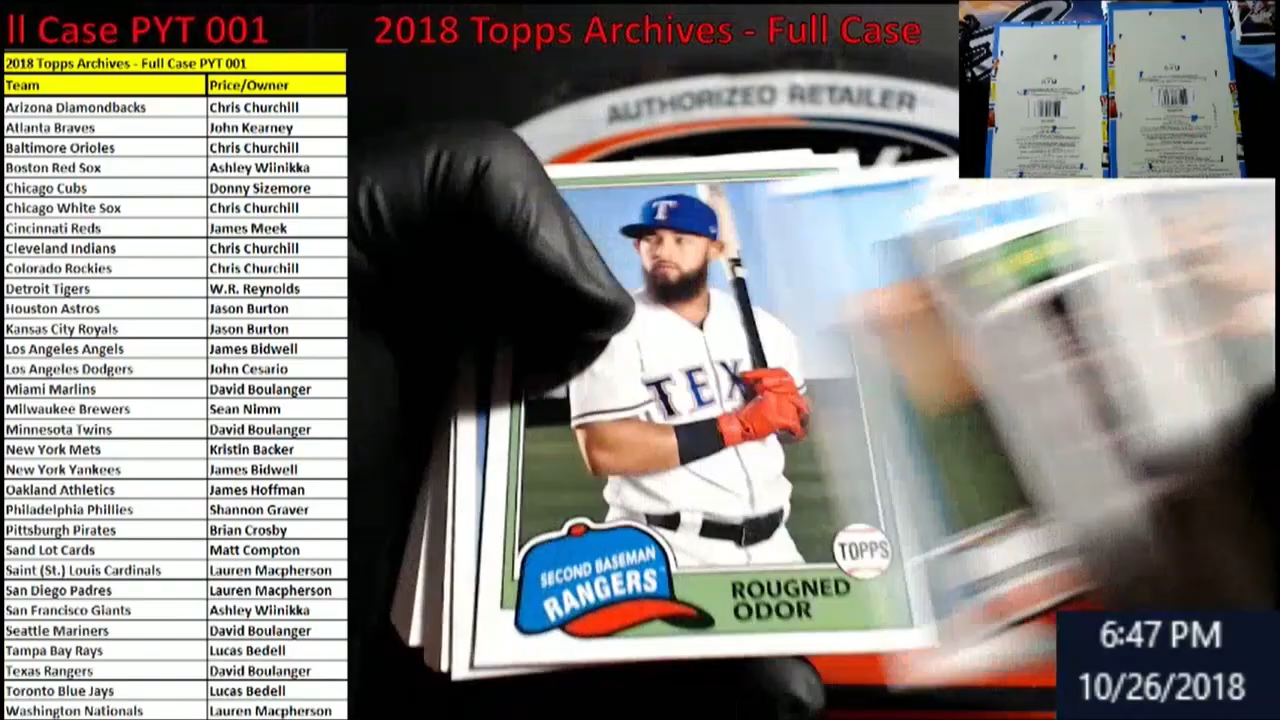 ll Case PYT 001
2018 Topps Archives - Full Case
2018 Topps Archives - Full Case PYT 001
Team Price/Owner
Arizona Diamondbacks Chris Churchill
Atlanta Braves John Kearney
Baltimore Orioles Chris Churchill
Boston Red Sox Ashley Wiinikka
Chicago Cubs Donny Sizemore
Chicago White Sox Chris Churchill
Cincinnati Reds James Meek
Cleveland Indians Chris Churchill
Colorado Rockies Chris Churchill
Detroit Tigers W.R. Reynolds
Houston Astros Jason Burton
Kansas City Royals Jason Burton
Los Angeles Angels James Bidwell
Los Angeles Dodgers John Cesario
Miami Marlins David Boulanger
Milwaukee Brewers Sean Nimm
Minnesota Twins David Boulanger
New York Mets Kristin Backer
New York Yankees James Bidwell
Oakland Athletics James Hoffman
Philadelphia Phillies Shannon Graver
Pittsburgh Pirates Brian Crosby
Sand Lot Cards Matt Compton
Saint (St.) Louis Cardinals Lauren Macpherson
San Diego Padres Lauren Macpherson
San Francisco Giants Ashley Wiinikka
Seattle Mariners David Boulanger
Tampa Bay Rays Lucas Bedell
Texas Rangers David Boulanger
Toronto Blue Jays Lucas Bedell
Washington Nationals Lauren Macpherson
AUTHORIZED RETAILER
T
TEX
SECOND BASEMAN
RANGERS
TOPPS
ROUGNED
ODOR
6:47 PM
10/26/2018